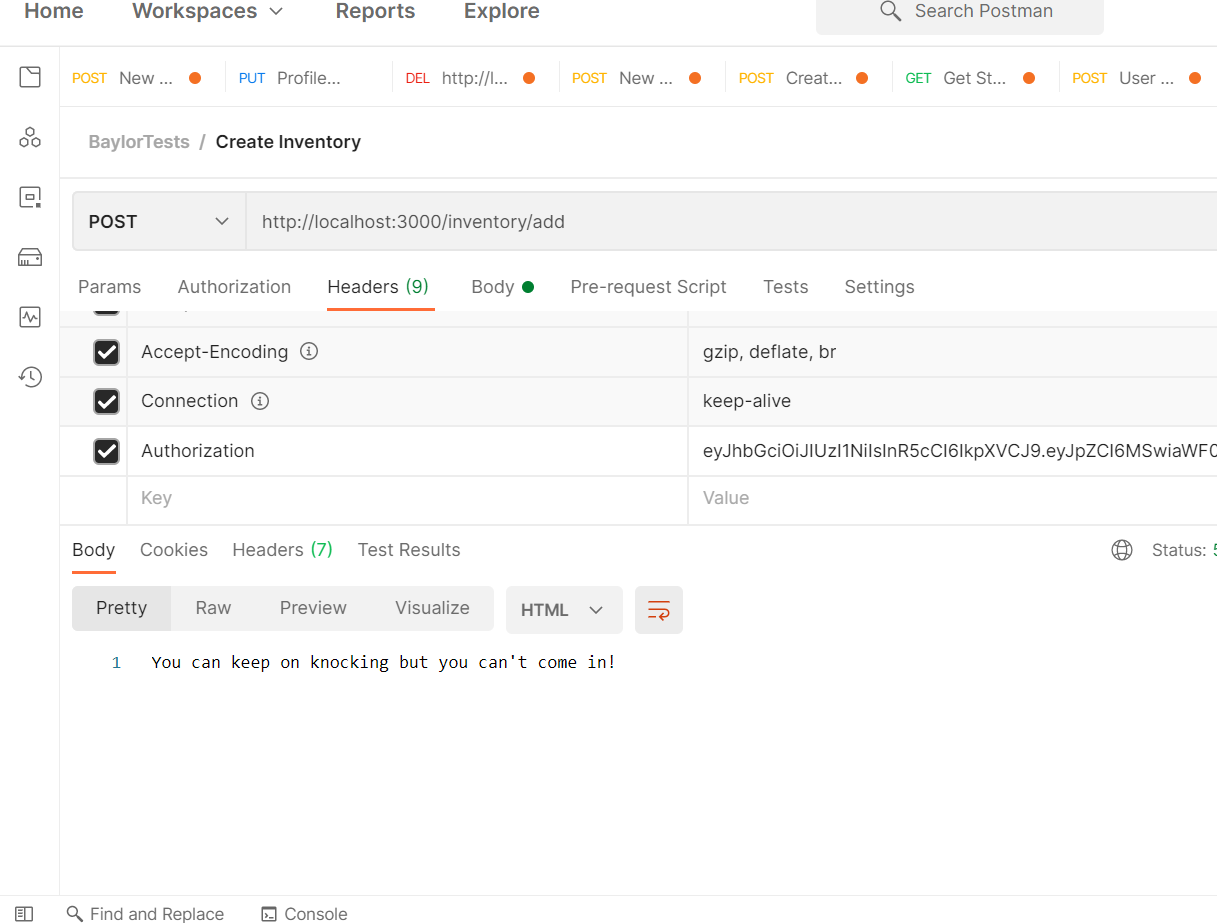 Home Workspaces Reports Explore Search Postman
POST New ... PUT Profile... DEL http://l... POST New ... POST Creat... GET Get St... POST User ...
BaylorTests / Create Inventory
POST http://localhost:3000/inventory/add
Params Authorization Headers (9) Body Pre-request Script Tests Settings
Accept-Encoding gzip, deflate, br
Connection keep-alive
Authorization eyJhbGciOiJIUzI1NiIsInR5cCI6IkpXVCJ9.eyJpZCI6MSwiaWF0
Key Value
Body Cookies Headers (7) Test Results Status: 5
Pretty Raw Preview Visualize HTML
1 You can keep on knocking but you can't come in!
Find and Replace Console